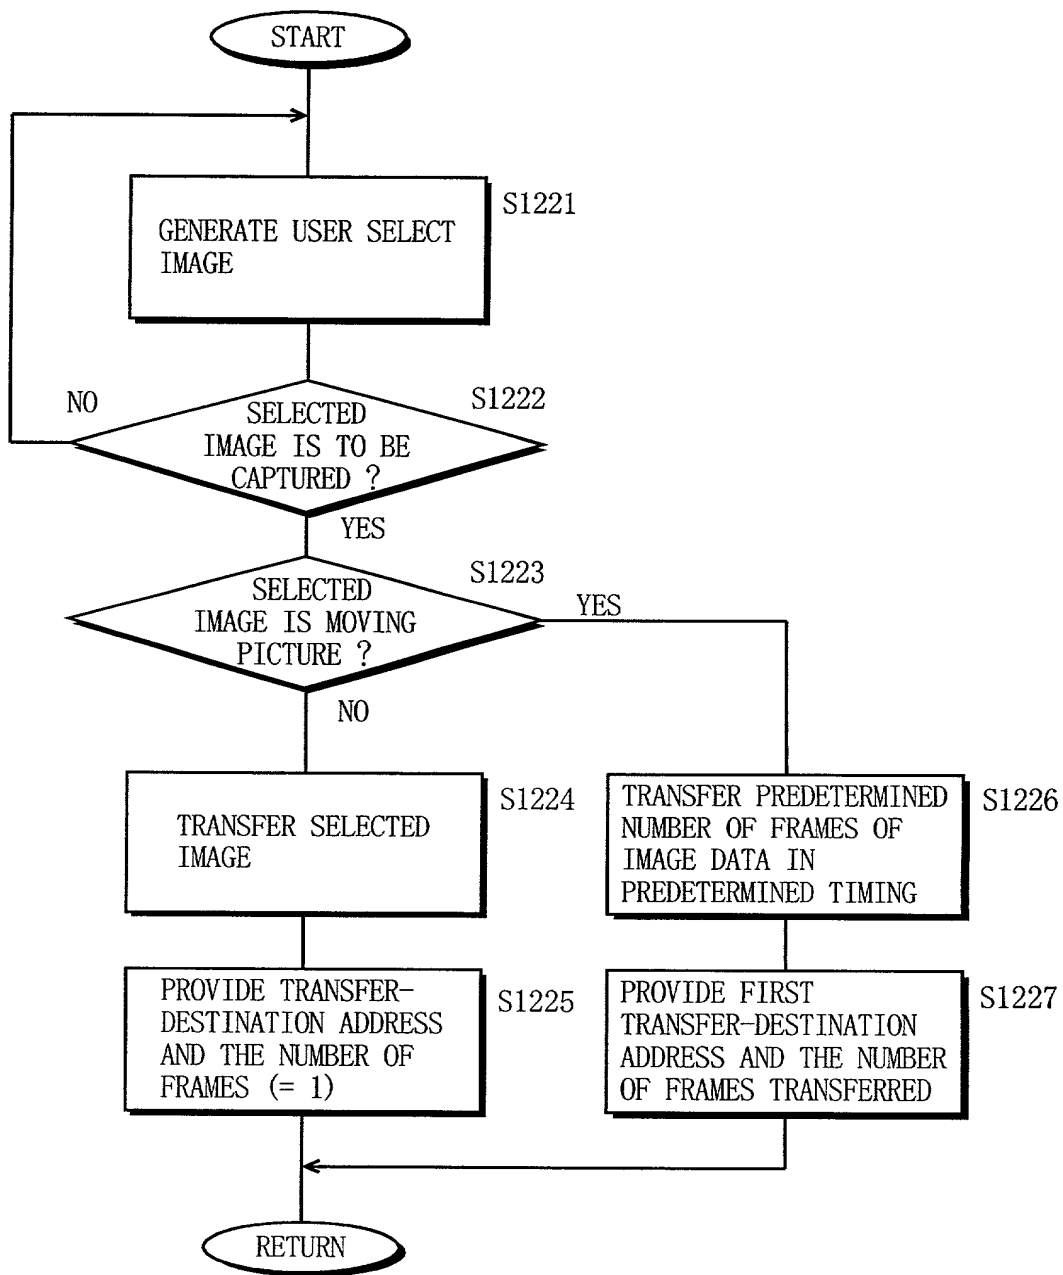 START
GENERATE USER SELECT
IMAGE
S1221
NO
SELECTED
IMAGE IS TO BE
CAPTURED ?
S1222
YES
SELECTED
IMAGE IS MOVING
PICTURE ?
S1223
YES
NO
TRANSFER SELECTED
IMAGE
S1224
TRANSFER PREDETERMINED
NUMBER OF FRAMES OF
IMAGE DATA IN
PREDETERMINED TIMING
S1226
PROVIDE TRANSFER-
DESTINATION ADDRESS
AND THE NUMBER OF
FRAMES (= 1)
S1225
PROVIDE FIRST
TRANSFER-DESTINATION
ADDRESS AND THE NUMBER
OF FRAMES TRANSFERRED
S1227
RETURN